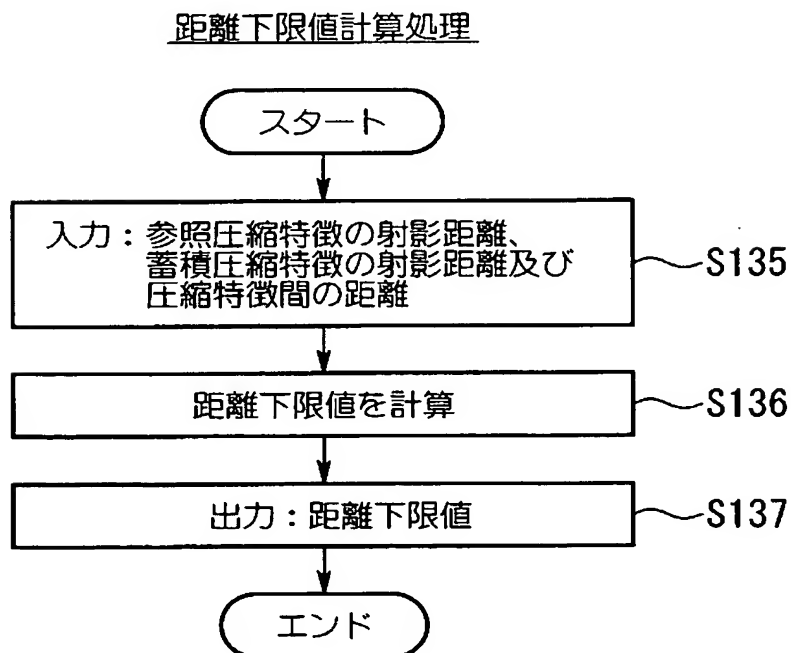 距離下限値計算処理
スタート
入力：参照圧縮特徴の射影距離、
蓄積圧縮特徴の射影距離及び
圧縮特徴間の距離
S135
距離下限値を計算
S136
出力：距離下限値
S137
エンド